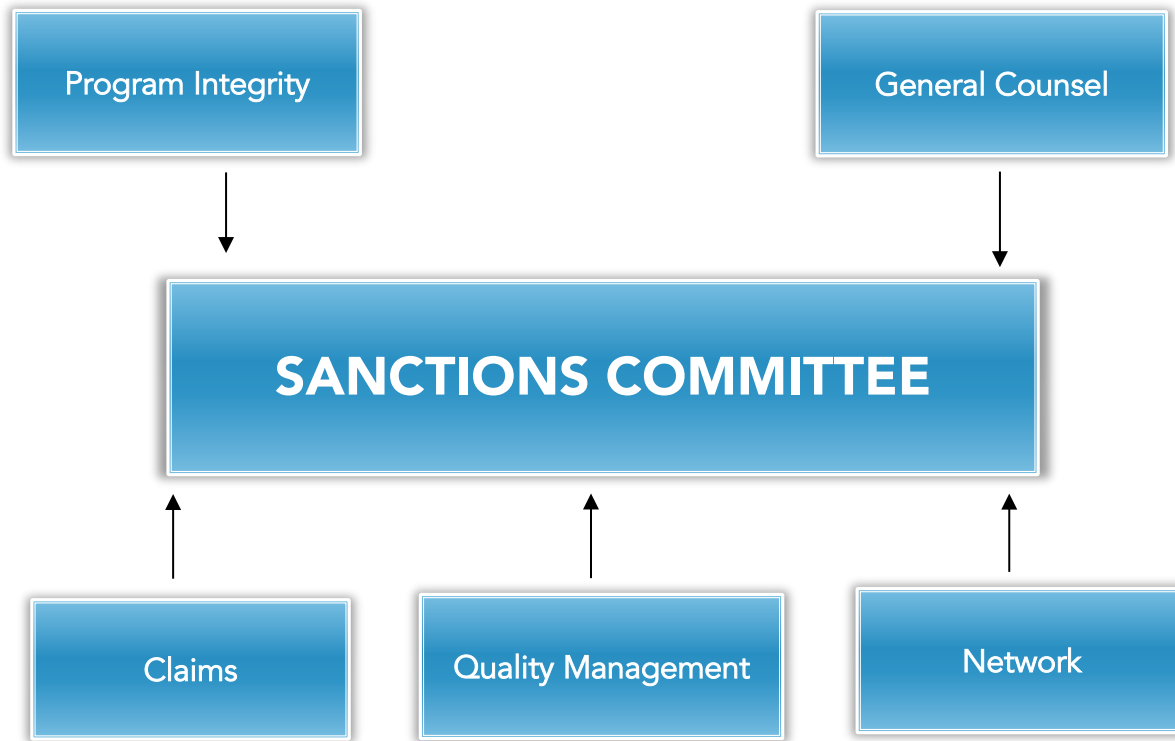 Program Integrity
General Counsel
SANCTIONS COMMITTEE
Claims
Quality Management
Network